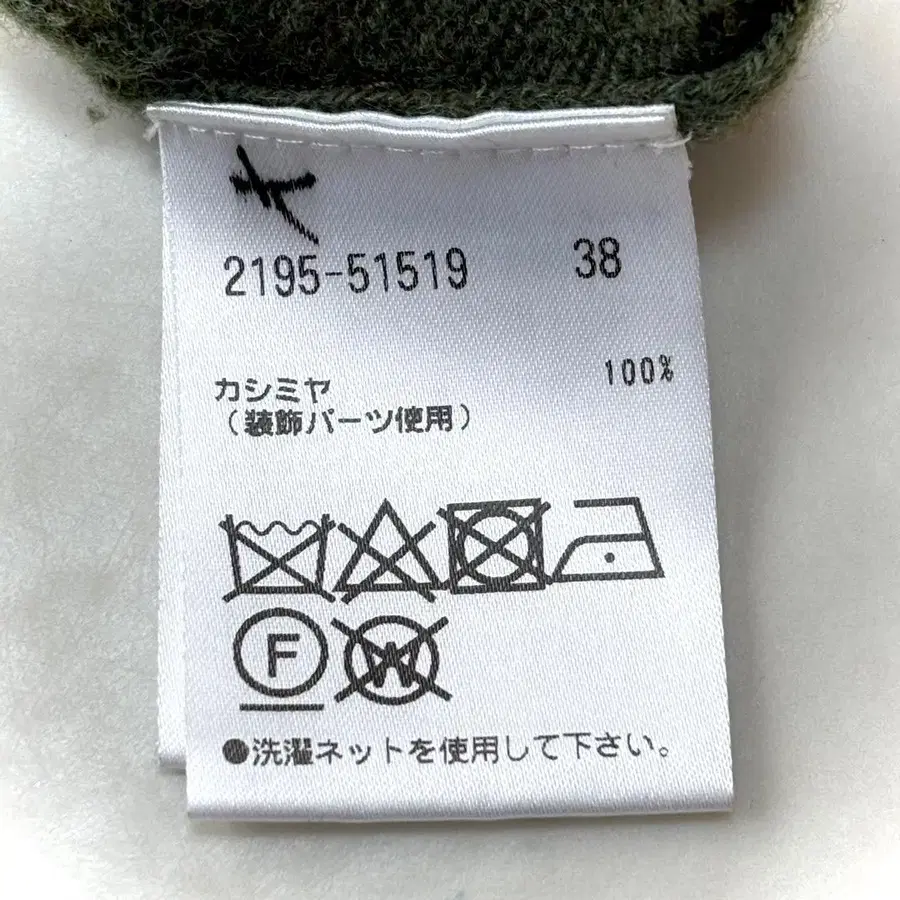 2195-51519 38
カシミヤ 100%
(装飾パーツ使用)
F W
●洗濯ネットを使用して下さい。